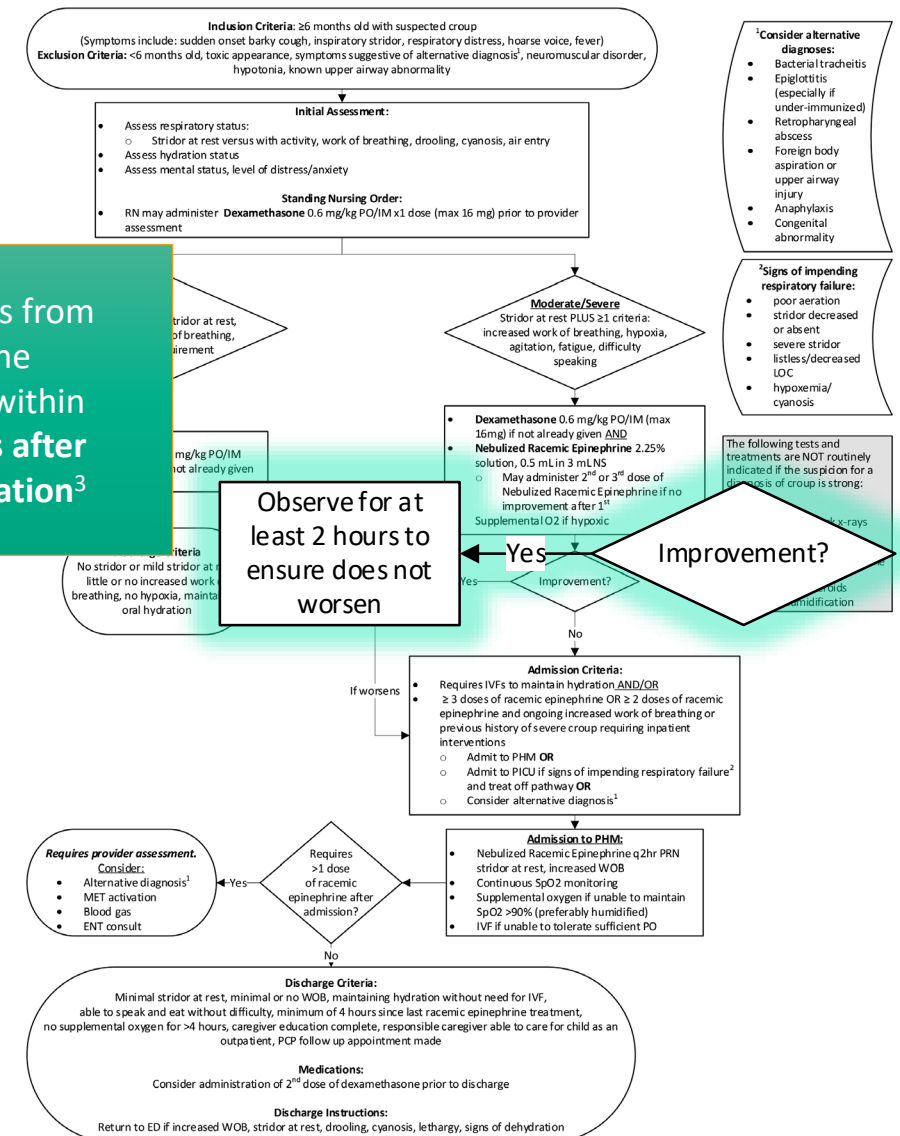 Inclusion Criteria: ≥6 months old with suspected croup
(Symptoms include: sudden onset barky cough, inspiratory stridor, respiratory distress, hoarse voice, fever)
Exclusion Criteria: <6 months old, toxic appearance, symptoms suggestive of alternative diagnosis¹, neuromuscular disorder,
hypotonia, known upper airway abnormality
¹Consider alternative
diagnoses:
• Bacterial tracheitis
• Epiglottitis
(especially if
under-immunized)
• Retropharyngeal
abscess
• Foreign body
aspiration or
upper airway
injury
• Anaphylaxis
• Congenital
abnormality
Initial Assessment:
• Assess respiratory status:
o Stridor at rest versus with activity, work of breathing, drooling, cyanosis, air entry
• Assess hydration status
• Assess mental status, level of distress/anxiety
Standing Nursing Order:
• RN may administer Dexamethasone 0.6 mg/kg PO/IM x1 dose (max 16 mg) prior to provider
assessment
²Signs of impending
respiratory failure:
• poor aeration
• stridor decreased
or absent
• severe stridor
• listless/decreased
LOC
• hypoxemia/
cyanosis
s from
within
after
ation³
tridor at rest,
of breathing,
Moderate/Severe
Stridor at rest PLUS ≥1 criteria:
increased work of breathing, hypoxia,
agitation, fatigue, difficulty
speaking
mg/kg PO/IM
not already given
• Dexamethasone 0.6 mg/kg PO/IM (max
16mg) if not already given AND
• Nebulized Racemic Epinephrine 2.25%
solution, 0.5 mL in 3 mL NS
o May administer 2nd or 3rd dose of
Nebulized Racemic Epinephrine if no
improvement after 1st
Supplemental O2 if hypoxic
The following tests and
treatments are NOT routinely
indicated if the suspicion for a
diagnosis of croup is strong:
x-rays
Observe for at
least 2 hours to
ensure does not
worsen
Yes
Improvement?
No stridor or mild stridor at
little or no increased work
breathing, no hypoxia,
oral hydration
Improvement?
No
If worsens
Admission Criteria:
• Requires IVFs to maintain hydration AND/OR
• ≥ 3 doses of racemic epinephrine OR ≥ 2 doses of racemic
epinephrine and ongoing increased work of breathing or
previous history of severe croup requiring inpatient
interventions
o Admit to PHM OR
o Admit to PICU if signs of impending respiratory failure²
and treat off pathway OR
o Consider alternative diagnosis¹
Admission to PHM:
• Nebulized Racemic Epinephrine q2hr PRN
stridor at rest, increased WOB
• Continuous SpO2 monitoring
• Supplemental oxygen if unable to maintain
SpO2 >90% (preferably humidified)
• IVF if unable to tolerate sufficient PO
Requires
>1 dose
of racemic
epinephrine after
admission?
Yes
Requires provider assessment.
Consider:
• Alternative diagnosis¹
• MET activation
• Blood gas
• ENT consult
No
Discharge Criteria:
Minimal stridor at rest, minimal or no WOB, maintaining hydration without need for IVF,
able to speak and eat without difficulty, minimum of 4 hours since last racemic epinephrine treatment,
no supplemental oxygen for >4 hours, caregiver education complete, responsible caregiver able to care for child as an
outpatient, PCP follow up appointment made
Medications:
Consider administration of 2nd dose of dexamethasone prior to discharge
Discharge Instructions:
Return to ED if increased WOB, stridor at rest, drooling, cyanosis, lethargy, signs of dehydration